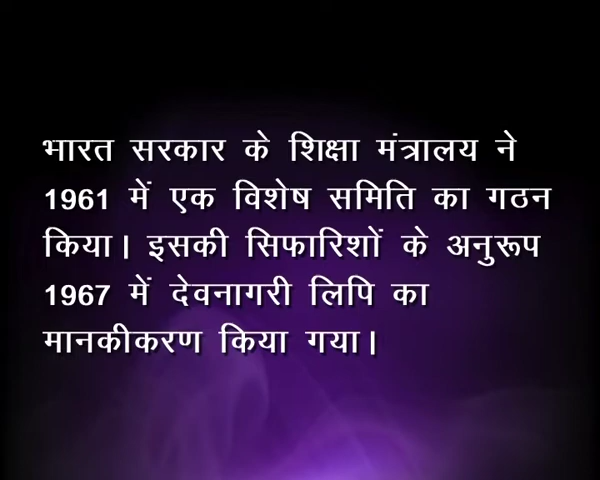 भारत सरकार के शिक्षा मंत्रालय ने
1961 में एक विशेष समिति का गठन
किया। इसकी सिफारिशों के अनुरूप
1967 में देवनागरी लिपि का
मानकीकरण किया गया।